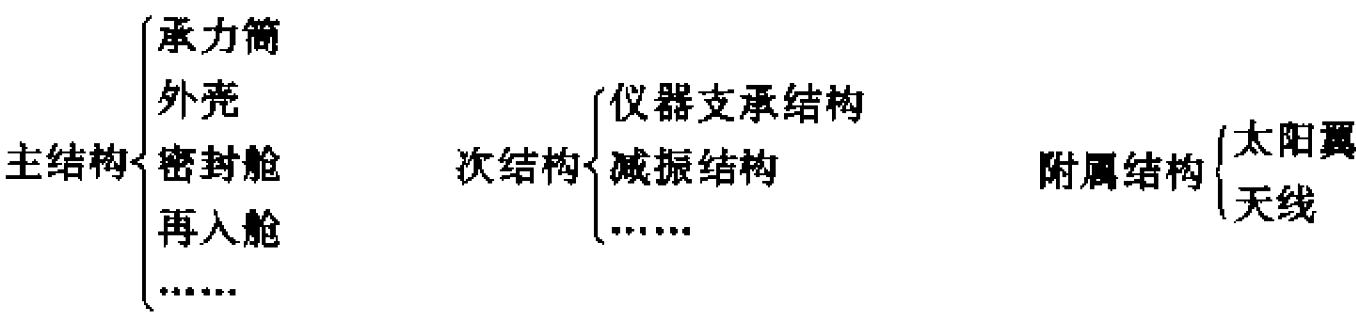 主结构
承力筒
外壳
密封舱
再入舱
……
次结构
仪器支承结构
减振结构
……
附属结构
太阳翼
天线